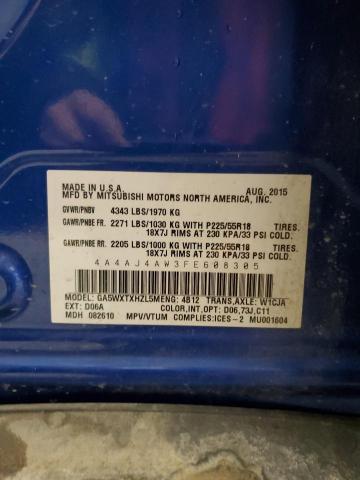 MADE IN U.S.A. AUG. 2015
MFD BY MITSUBISHI MOTORS NORTH AMERICA, INC.
GVWR/PNBV 4343 LBS/1970 KG
GAWR/PNBE FR. 2271 LBS/1030 KG WITH P225/55R18 TIRES.
18X7J RIMS AT 230 KPA/33 PSI COLD.
GAWR/PNBE RR. 2205 LBS/1000 KG WITH P225/55R18 TIRES.
18X7J RIMS AT 230 KPA/33 PSI COLD.
4A4AJ4AW3FE608305
MODEL: GA5WXTXHZL5MENG: 4B12 TRANS,AXLE: W1CJA
EXT: D06A COLOR,INT,OPT: D06,73J,C11
MDH 082610 MPV/VTUM COMPLIES:ICES-2 MU001604